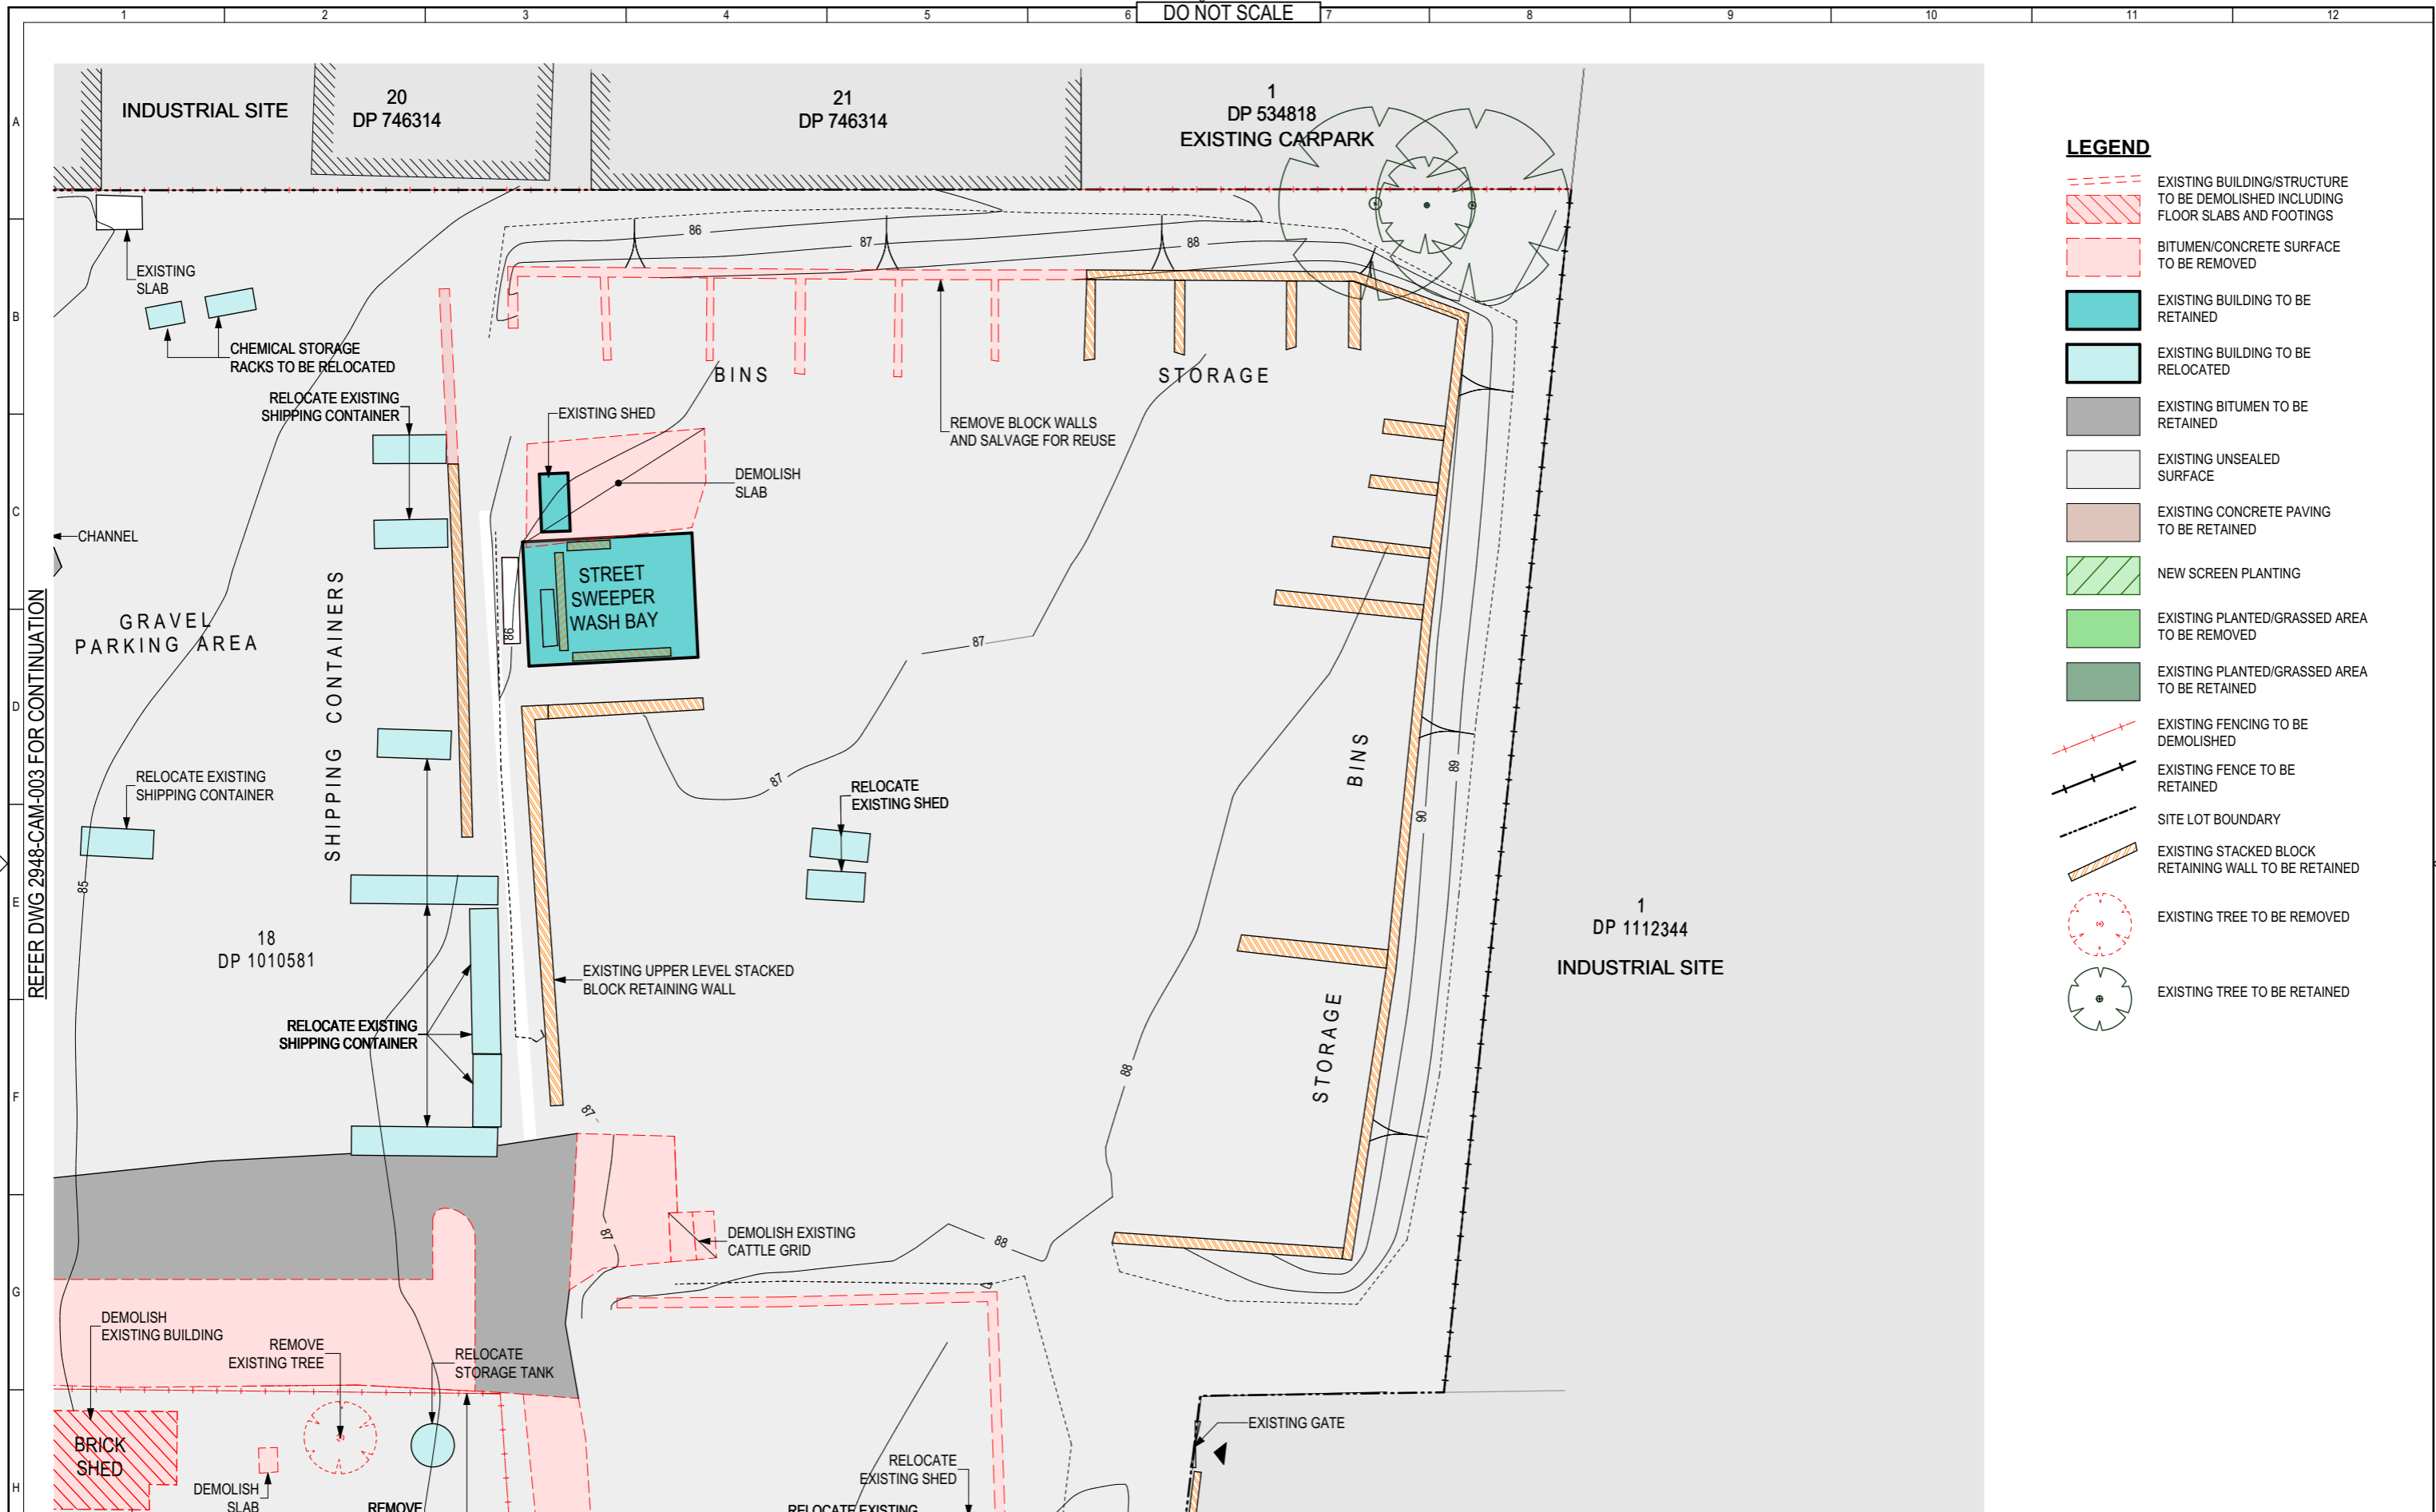 1 2 3 4 5 6 7 8 9 10 11 12
DO NOT SCALE
A
B
C
D
E
F
G
H
REFER DWG 2948-CAM-003 FOR CONTINUATION
INDUSTRIAL SITE
20
DP 746314
21
DP 746314
1
DP 534818
EXISTING CARPARK
EXISTING
SLAB
86
87
88
CHEMICAL STORAGE
RACKS TO BE RELOCATED
BINS
STORAGE
RELOCATE EXISTING
SHIPPING CONTAINER
EXISTING SHED
REMOVE BLOCK WALLS
AND SALVAGE FOR REUSE
DEMOLISH
SLAB
CHANNEL
STREET
SWEEPER
WASH BAY
86
GRAVEL
PARKING AREA
SHIPPING CONTAINERS
87
87
RELOCATE EXISTING
SHIPPING CONTAINER
RELOCATE
EXISTING SHED
BINS
89
90
85
18
DP 1010581
EXISTING UPPER LEVEL STACKED
BLOCK RETAINING WALL
1
DP 1112344
INDUSTRIAL SITE
RELOCATE EXISTING
SHIPPING CONTAINER
STORAGE
88
87
87
DEMOLISH EXISTING
CATTLE GRID
88
DEMOLISH
EXISTING BUILDING
REMOVE
EXISTING TREE
RELOCATE
STORAGE TANK
BRICK
SHED
DEMOLISH
SLAB
REMOVE
EXISTING GATE
RELOCATE
EXISTING SHED
RELOCATE EXISTING
LEGEND
EXISTING BUILDING/STRUCTURE
TO BE DEMOLISHED INCLUDING
FLOOR SLABS AND FOOTINGS
BITUMEN/CONCRETE SURFACE
TO BE REMOVED
EXISTING BUILDING TO BE
RETAINED
EXISTING BUILDING TO BE
RELOCATED
EXISTING BITUMEN TO BE
RETAINED
EXISTING UNSEALED
SURFACE
EXISTING CONCRETE PAVING
TO BE RETAINED
NEW SCREEN PLANTING
EXISTING PLANTED/GRASSED AREA
TO BE REMOVED
EXISTING PLANTED/GRASSED AREA
TO BE RETAINED
EXISTING FENCING TO BE
DEMOLISHED
EXISTING FENCE TO BE
RETAINED
SITE LOT BOUNDARY
EXISTING STACKED BLOCK
RETAINING WALL TO BE RETAINED
EXISTING TREE TO BE REMOVED
EXISTING TREE TO BE RETAINED